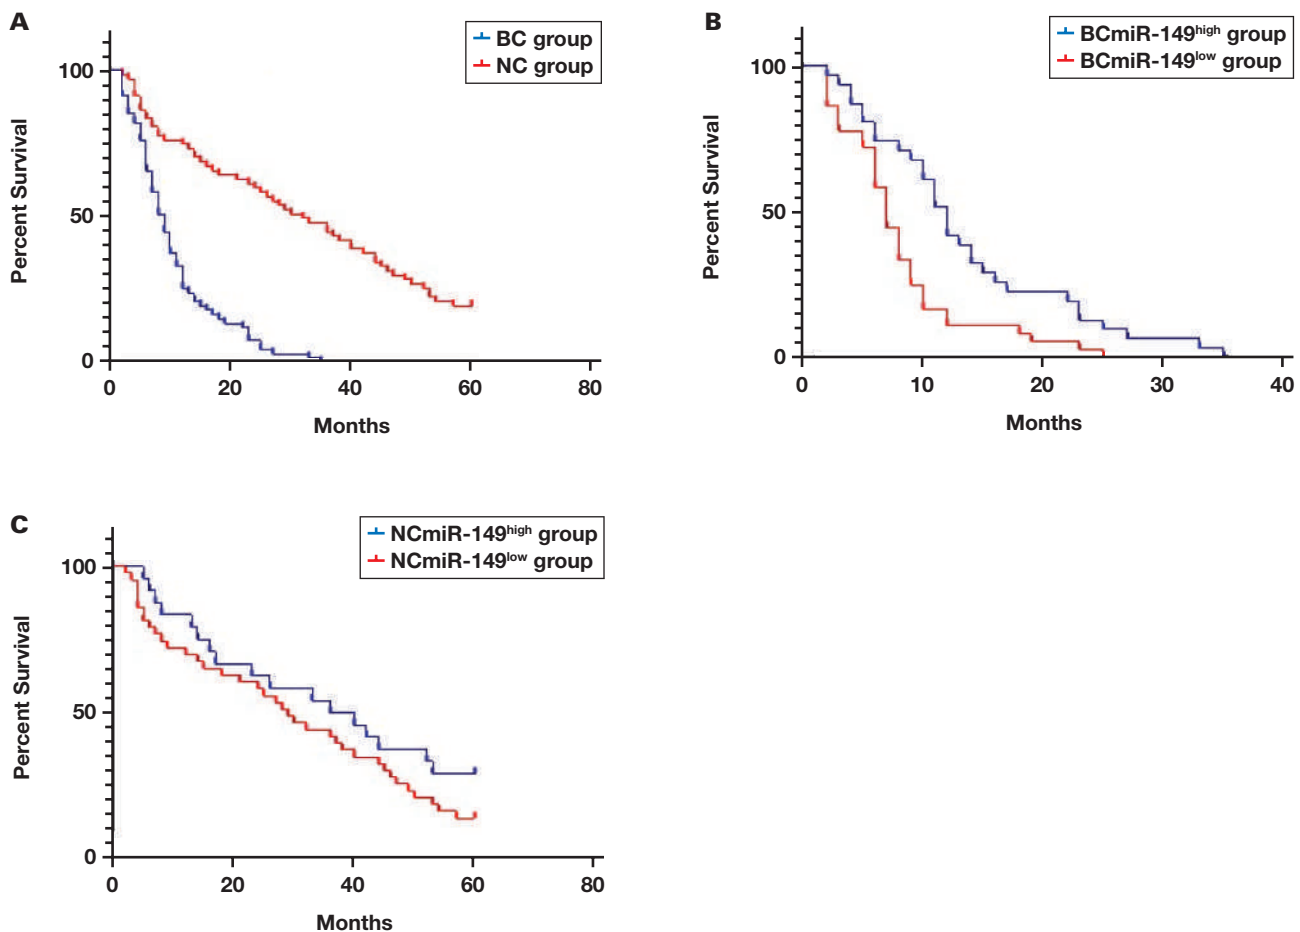 A
BC group
NC group
100
50
0
0 20 40 60 80
Percent Survival
Months
B
BCmiR-149high group
BCmiR-149low group
100
50
0
0 10 20 30 40
Percent Survival
Months
C
NCmiR-149high group
NCmiR-149low group
100
50
0
0 20 40 60 80
Percent Survival
Months